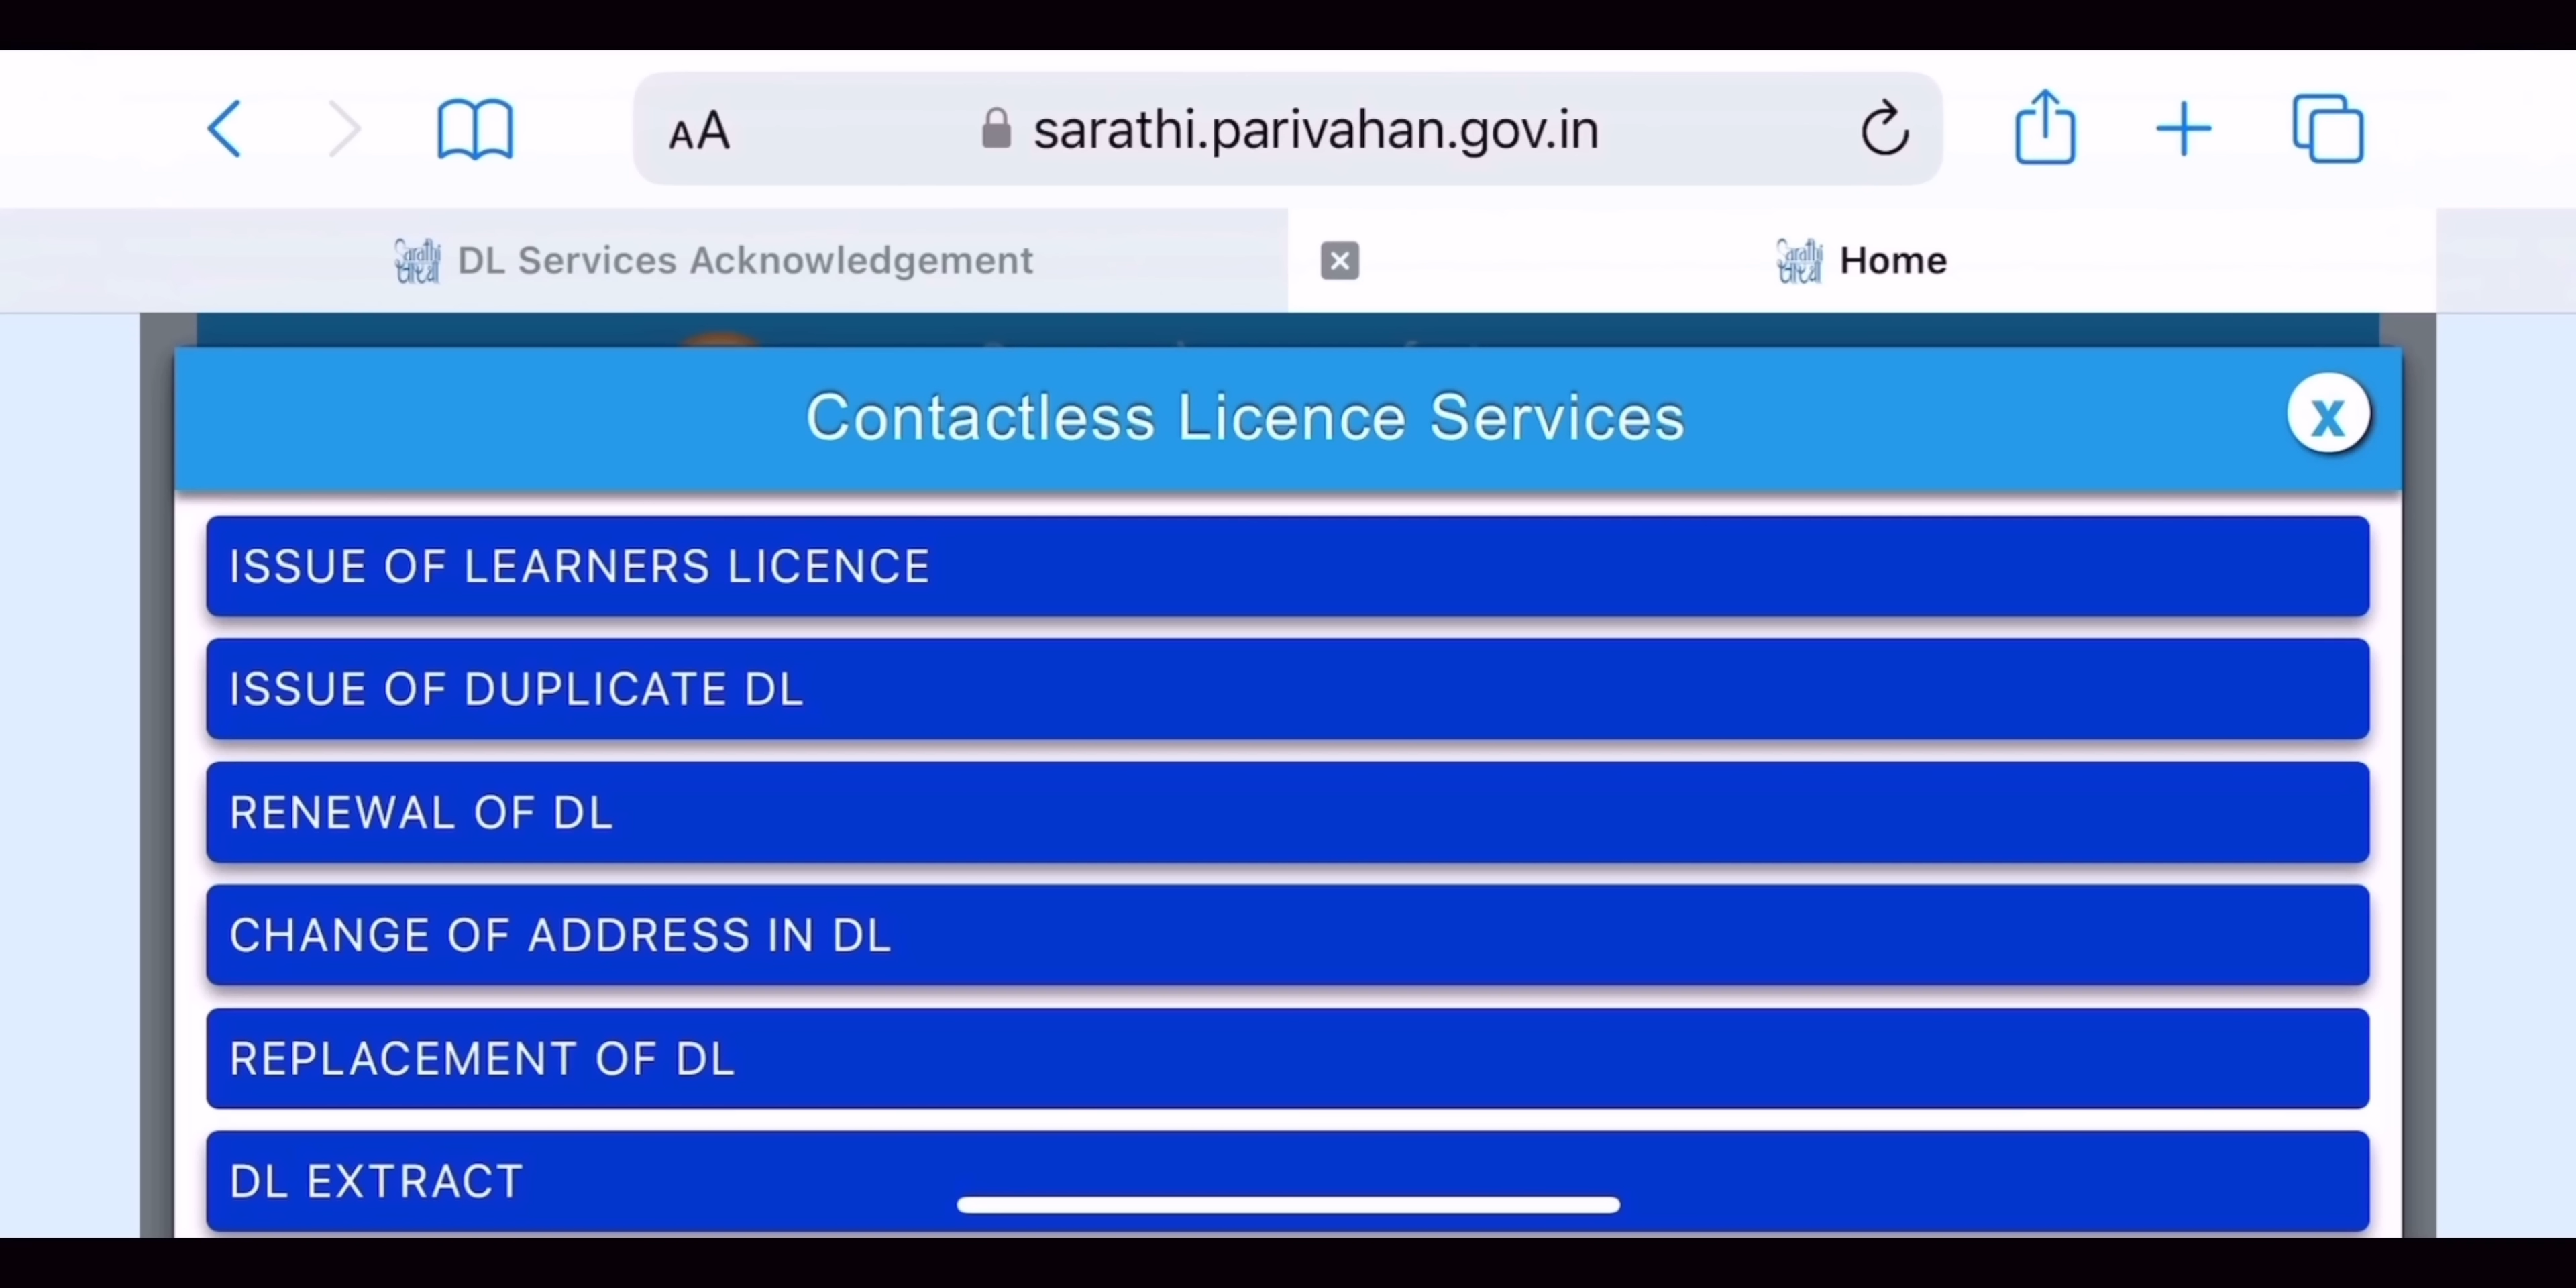 AA
sarathi.parivahan.gov.in
DL Services Acknowledgement
Home
Contactless Licence Services
X
ISSUE OF LEARNERS LICENCE
ISSUE OF DUPLICATE DL
RENEWAL OF DL
CHANGE OF ADDRESS IN DL
REPLACEMENT OF DL
DL EXTRACT